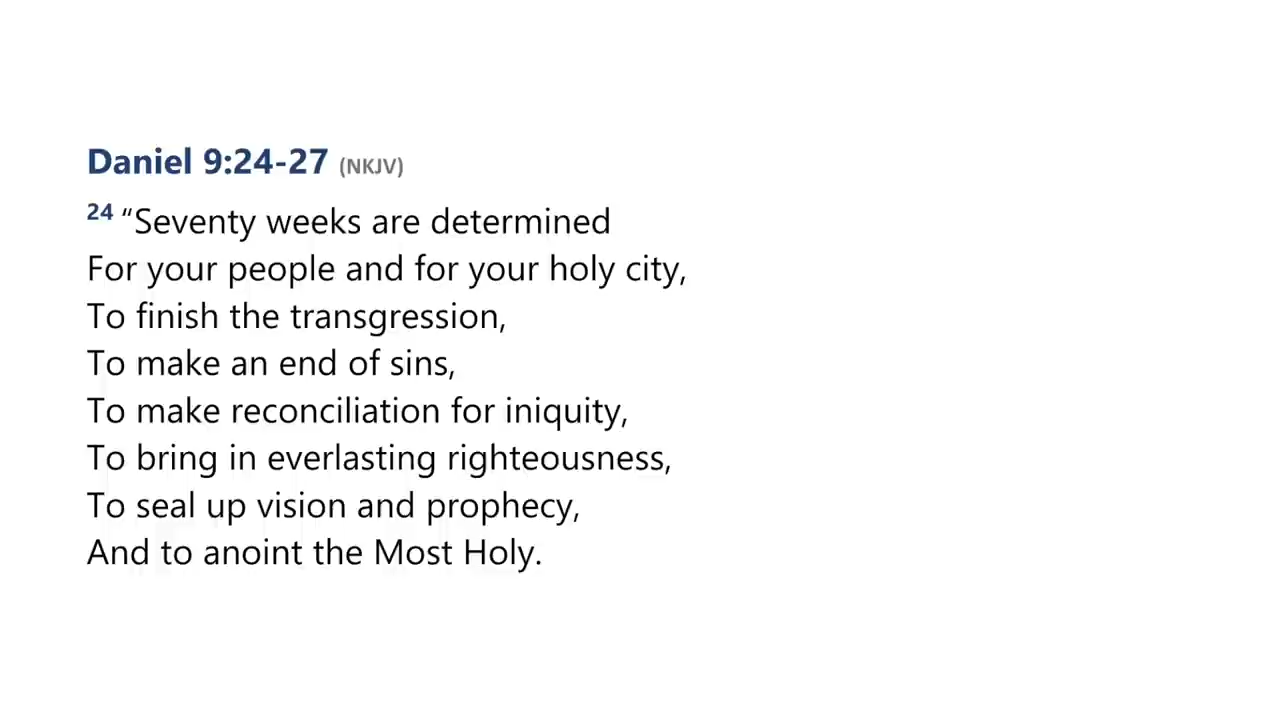 Daniel 9:24-27 (NKJV)
24 “Seventy weeks are determined
For your people and for your holy city,
To finish the transgression,
To make an end of sins,
To make reconciliation for iniquity,
To bring in everlasting righteousness,
To seal up vision and prophecy,
And to anoint the Most Holy.